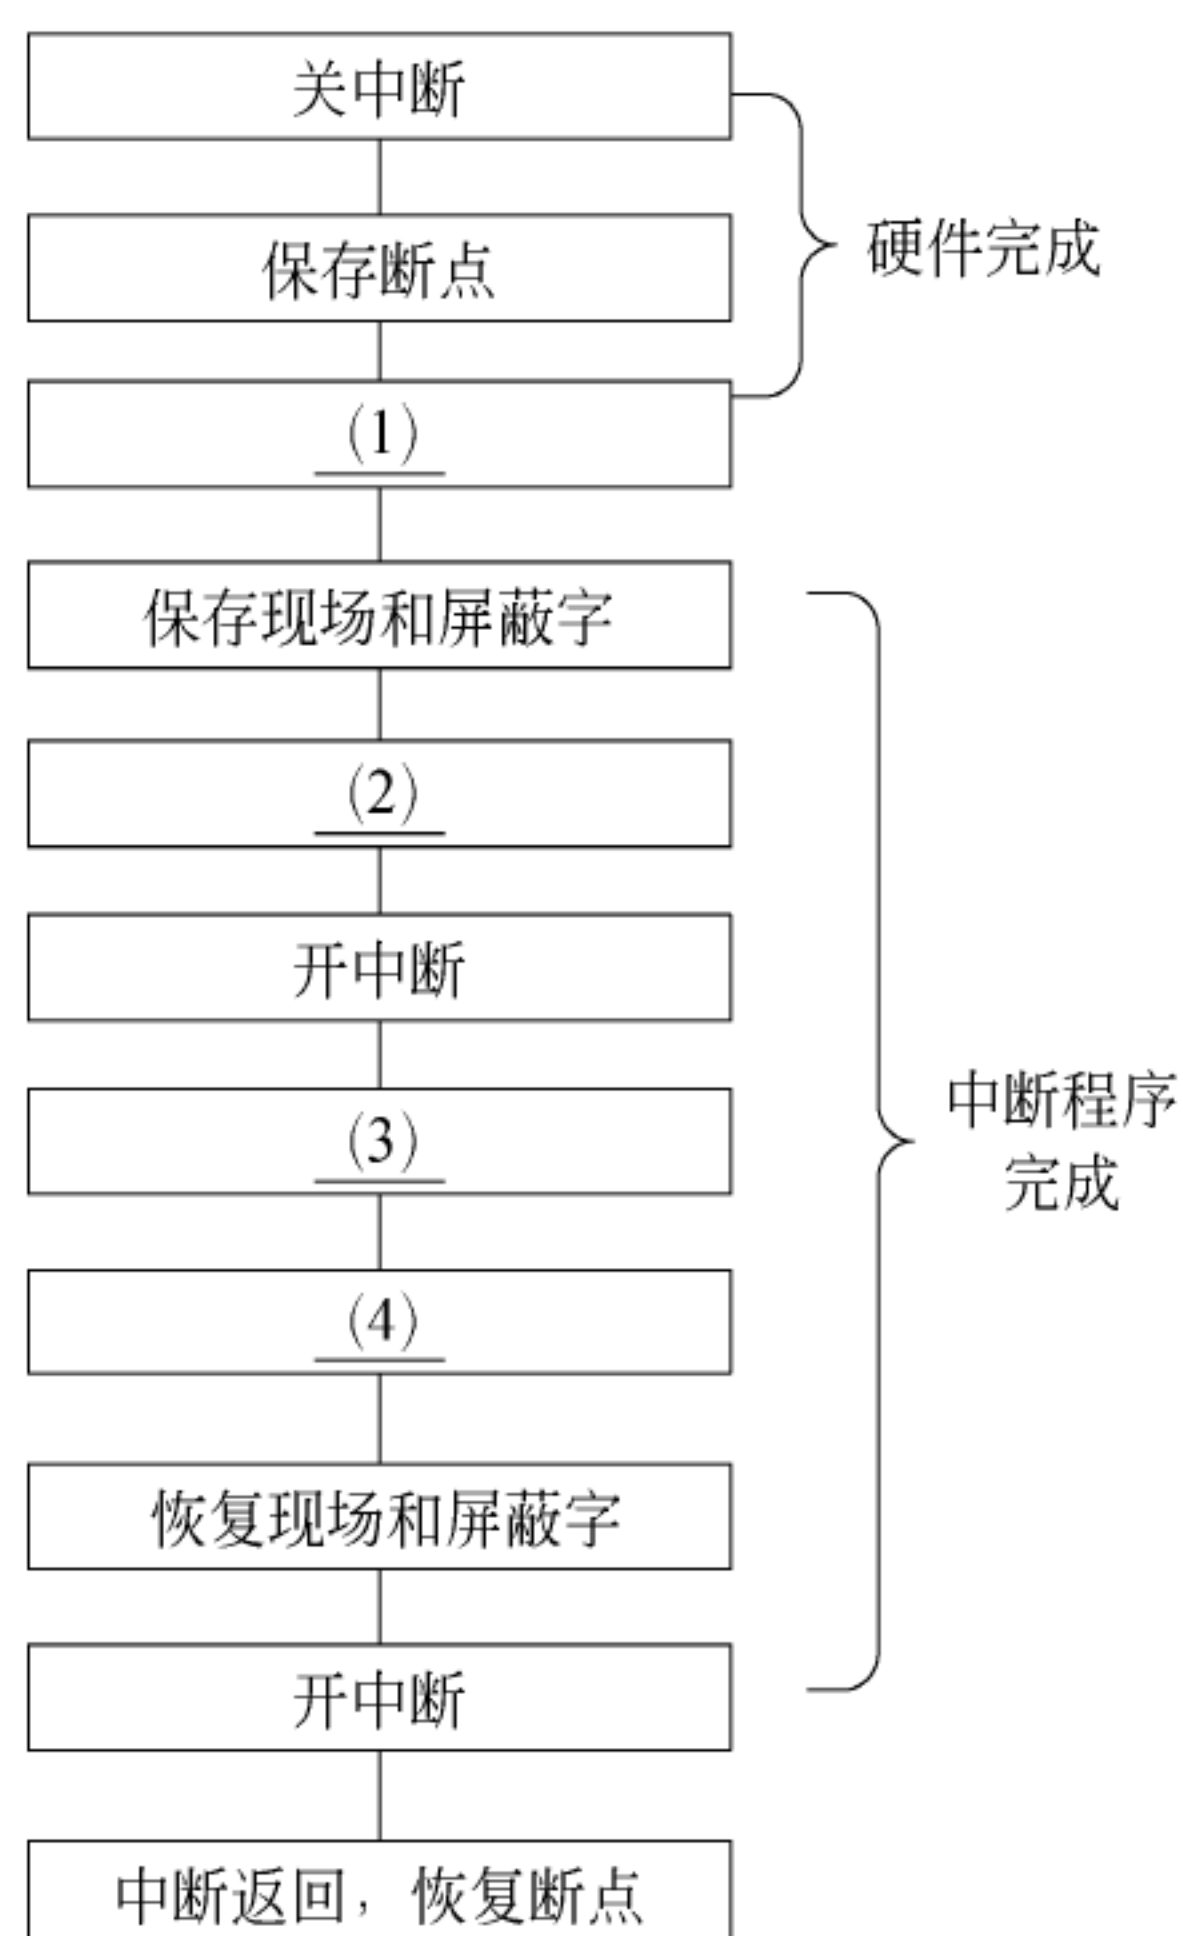 关中断
保存断点
硬件完成
(1)
保存现场和屏蔽字
(2)
开中断
(3)
中断程序
完成
(4)
恢复现场和屏蔽字
开中断
中断返回，恢复断点